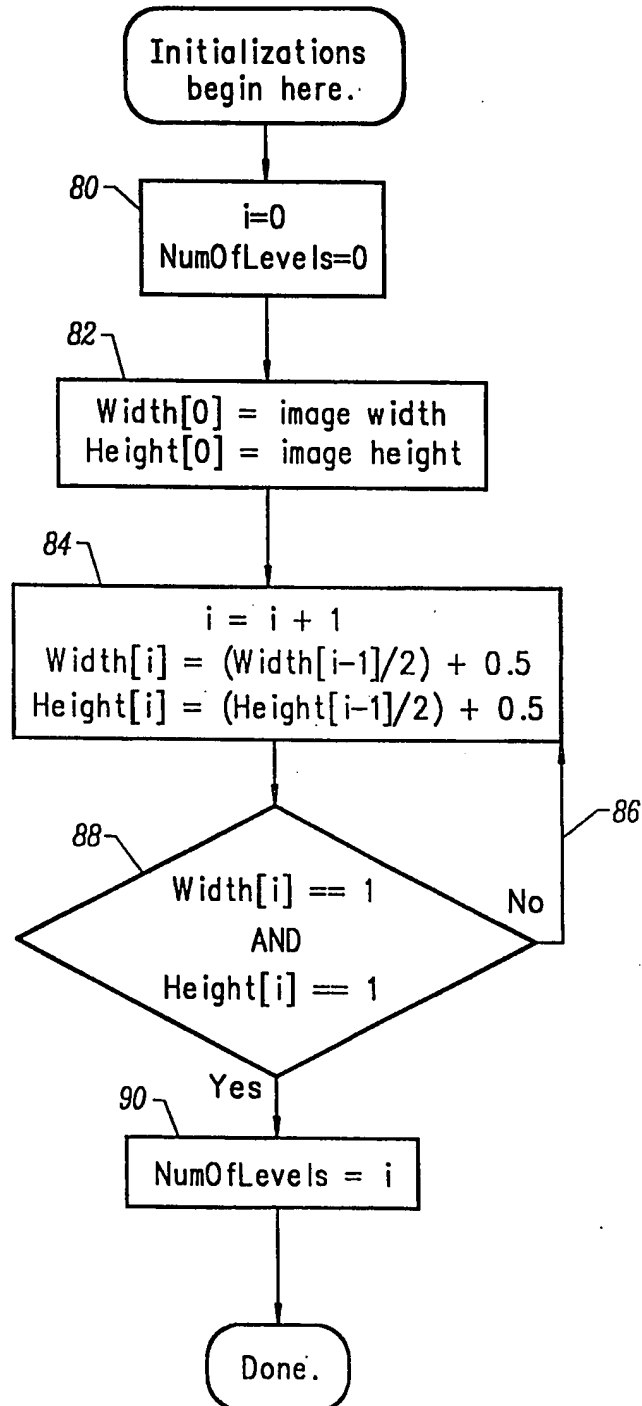 Initializations
begin here.
80
i=0
NumOfLevels=0
82
Width[0] = image width
Height[0] = image height
84
i = i + 1
Width[i] = (Width[i-1]/2) + 0.5
Height[i] = (Height[i-1]/2) + 0.5
86
88
Width[i] == 1
AND
Height[i] == 1
No
Yes
90
NumOfLevels = i
Done.